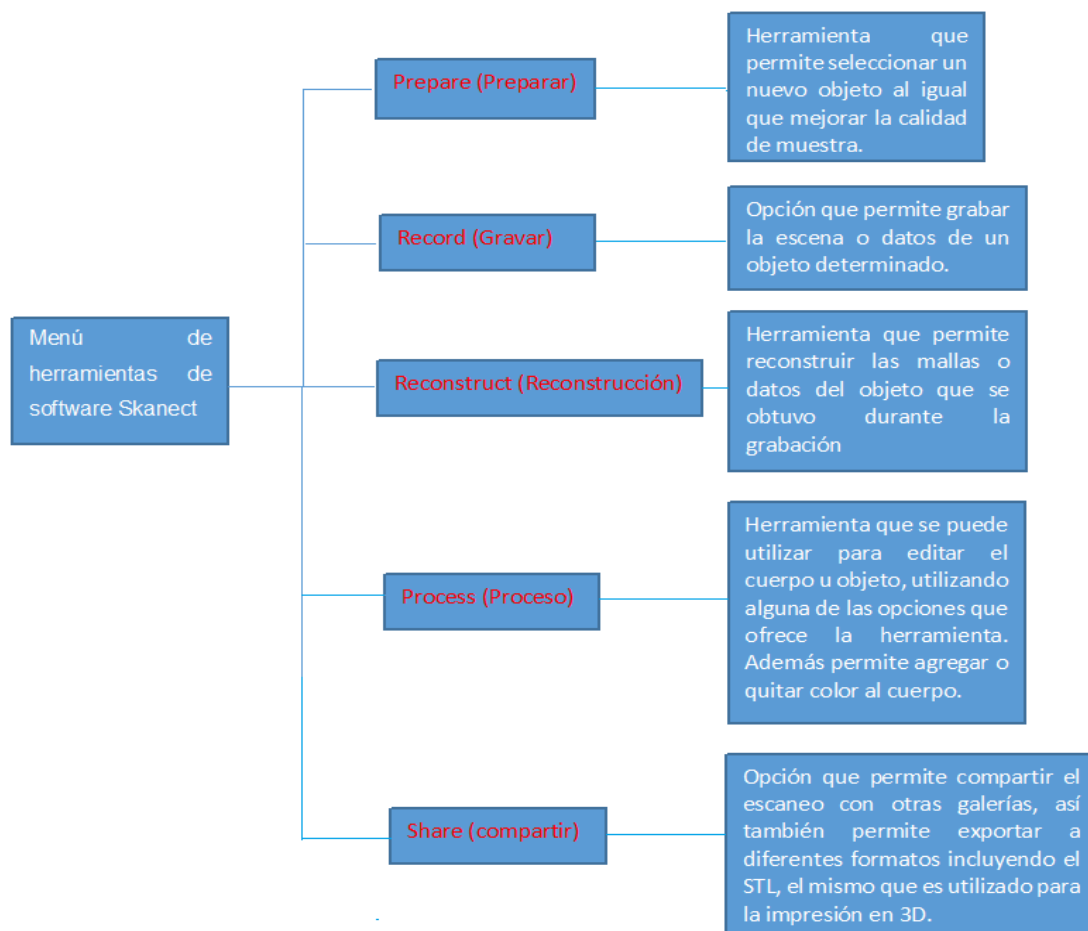 Menú de
herramientas de
software Skanect
Prepare (Preparar)
Herramienta que
permite seleccionar un
nuevo objeto al igual
que mejorar la calidad
de muestra.
Record (Gravar)
Opción que permite grabar
la escena o datos de un
objeto determinado.
Reconstruct (Reconstrucción)
Herramienta que permite
reconstruir las mallas o
datos del objeto que se
obtuvo durante la
grabación
Process (Proceso)
Herramienta que se puede
utilizar para editar el
cuerpo u objeto, utilizando
alguna de las opciones que
ofrece la herramienta.
Además permite agregar o
quitar color al cuerpo.
Share (compartir)
Opción que permite compartir el
escaneo con otras galerías, así
también permite exportar a
diferentes formatos incluyendo el
STL, el mismo que es utilizado para
la impresión en 3D.